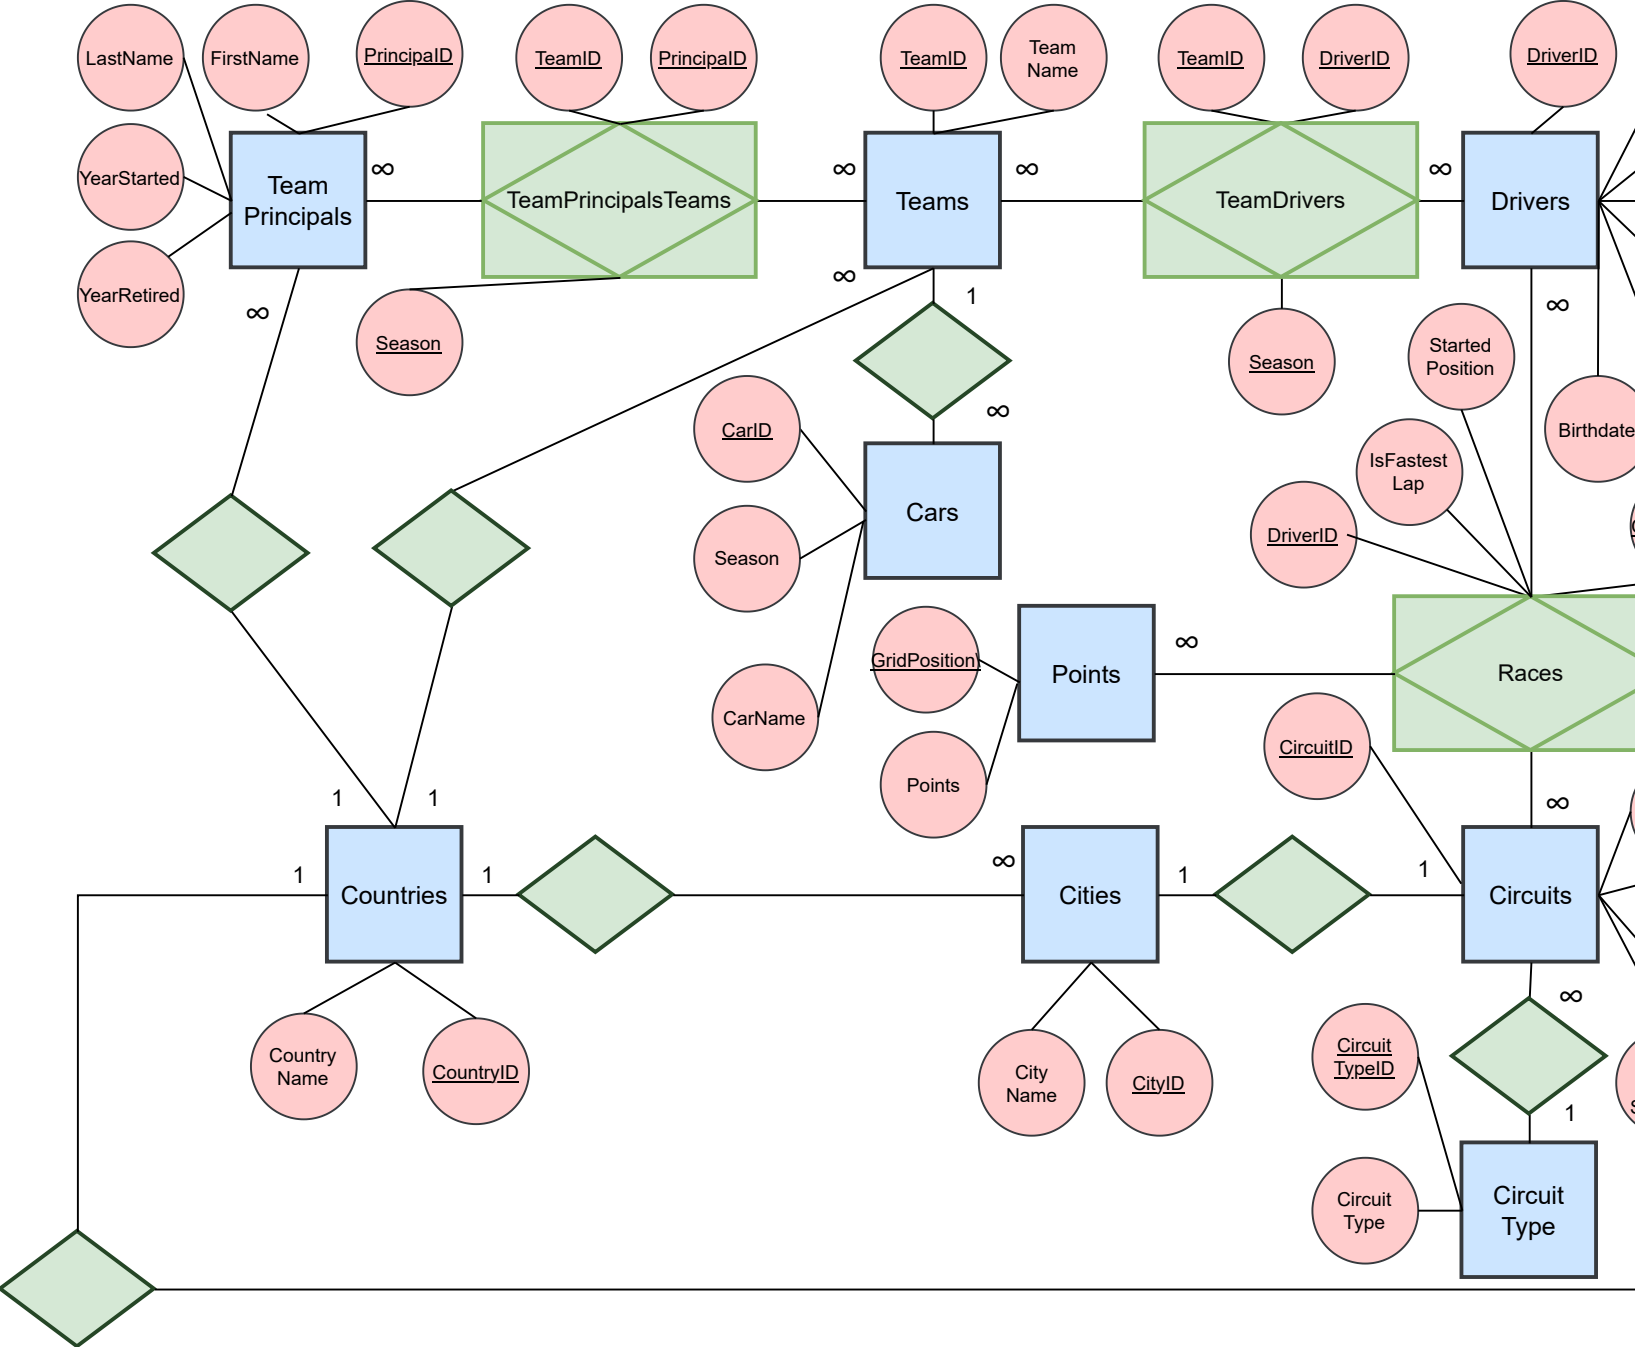 LastName
FirstName
PrincipalD
TeamID
PrincipalD
TeamID
Team
Name
TeamID
DriverID
DriverID
YearStarted
Team
Principals
∞
TeamPrincipalsTeams
∞
Teams
∞
TeamDrivers
∞
Drivers
YearRetired
∞
Season
∞
1
Season
∞
Started
Position
Birthdate
CarID
∞
IsFastest
Lap
DriverID
Cars
Season
GridPosition
Points
∞
Races
CarName
CircuitID
Points
1
1
∞
1
Countries
1
∞
Cities
1
1
Circuits
∞
Country
Name
CountryID
City
Name
CityID
Circuit
TypeID
1
Circuit
Type
Circuit
Type